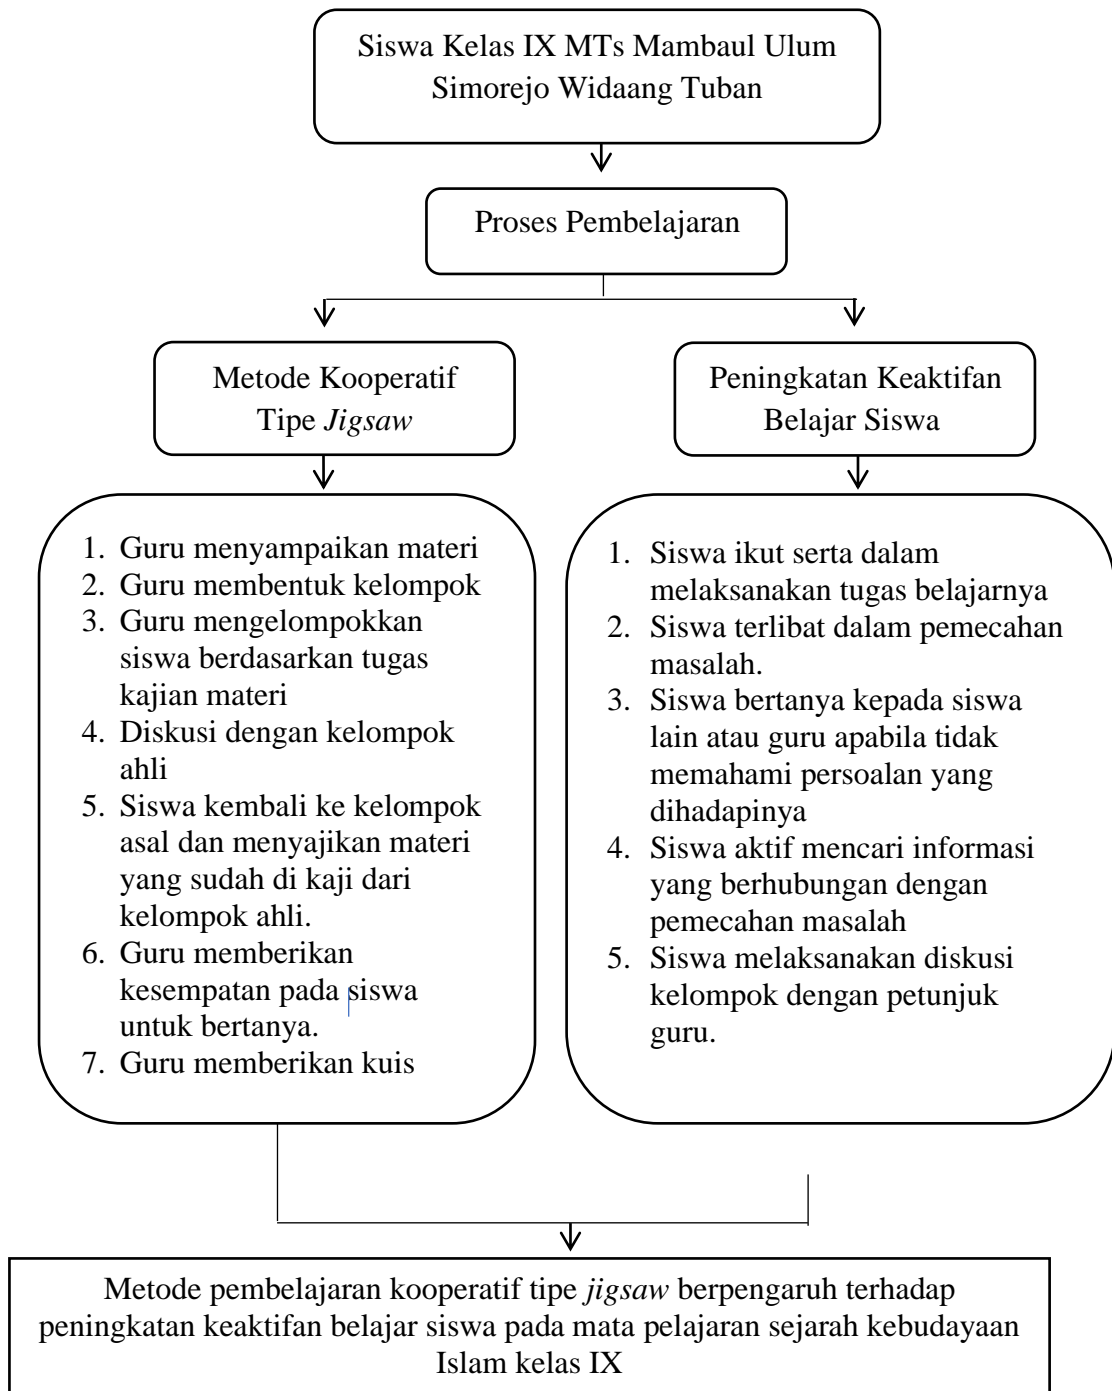 Siswa Kelas IX MTs Mambaul Ulum
Simorejo Widaang Tuban
Proses Pembelajaran
Metode Kooperatif
Tipe Jigsaw
Peningkatan Keaktifan
Belajar Siswa
1. Guru menyampaikan materi
2. Guru membentuk kelompok
3. Guru mengelompokkan
siswa berdasarkan tugas
kajian materi
4. Diskusi dengan kelompok
ahli
5. Siswa kembali ke kelompok
asal dan menyajikan materi
yang sudah di kaji dari
kelompok ahli.
6. Guru memberikan
kesempatan pada siswa
untuk bertanya.
7. Guru memberikan kuis
1. Siswa ikut serta dalam
melaksanakan tugas belajarnya
2. Siswa terlibat dalam pemecahan
masalah.
3. Siswa bertanya kepada siswa
lain atau guru apabila tidak
memahami persoalan yang
dihadapinya
4. Siswa aktif mencari informasi
yang berhubungan dengan
pemecahan masalah
5. Siswa melaksanakan diskusi
kelompok dengan petunjuk
guru.
Metode pembelajaran kooperatif tipe jigsaw berpengaruh terhadap
peningkatan keaktifan belajar siswa pada mata pelajaran sejarah kebudayaan
Islam kelas IX